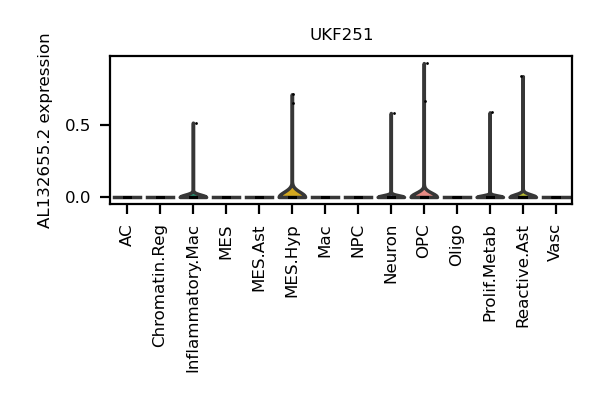 UKF251
AL132655.2 expression
0.5
0.0
AC
Chromatin.Reg
Inflammatory.Mac
MES
MES.Ast
MES.Hyp
Mac
NPC
Neuron
OPC
Oligo
Prolif.Metab
Reactive.Ast
Vasc